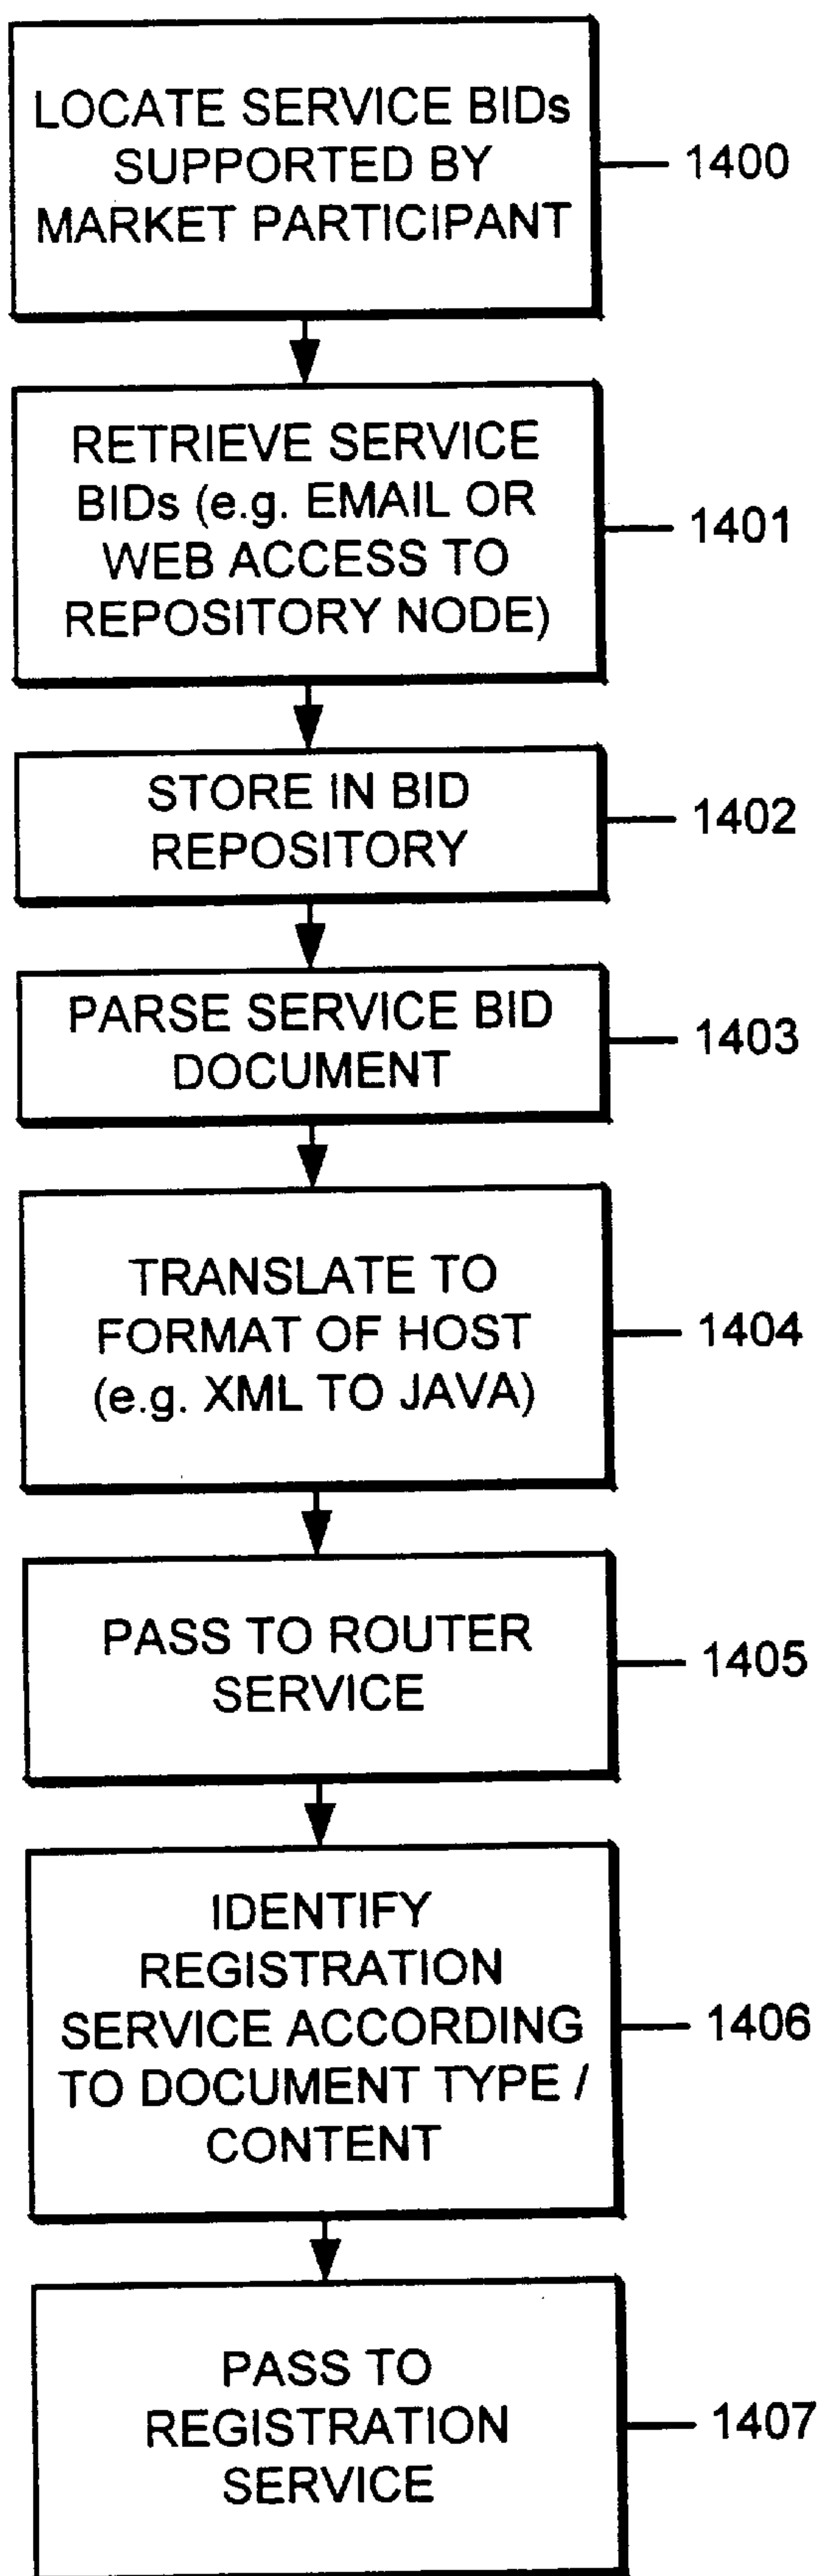 LOCATE SERVICE BIDs
SUPPORTED BY
MARKET PARTICIPANT
1400
RETRIEVE SERVICE
BIDs (e.g. EMAIL OR
WEB ACCESS TO
REPOSITORY NODE)
1401
STORE IN BID
REPOSITORY
1402
PARSE SERVICE BID
DOCUMENT
1403
TRANSLATE TO
FORMAT OF HOST
(e.g. XML TO JAVA)
1404
PASS TO ROUTER
SERVICE
1405
IDENTIFY
REGISTRATION
SERVICE ACCORDING
TO DOCUMENT TYPE /
CONTENT
1406
PASS TO
REGISTRATION
SERVICE
1407